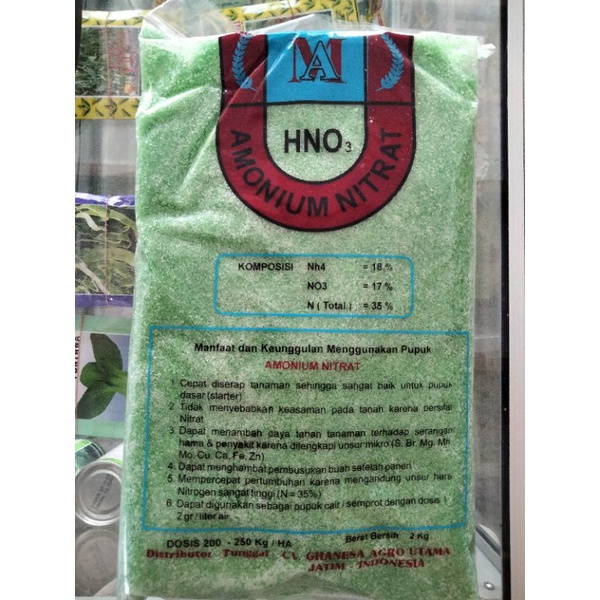 MA
HNO3
AMONIUM NITRAT
KOMPOSISI Nh4 = 18 %
NO3 = 17 %
N ( Total ) = 35 %
Manfaat dan Keunggulan Menggunakan Pupuk
AMONIUM NITRAT
1. Cepat diserap tanaman sehingga sangat baik untuk pupuk
dasar (starter)
2. Tidak menyebabkan keasaman pada tanah karena persifat
Nitrat
3. Dapat menambah daya tahan tanaman terhadap serangan
hama & penyakit karena dilengkapi unsur mikro (S, Br, Mg, Mn
Mo, Cu, Ca, Fe, Zn)
4. Dapat menghambat pembusukan buah setelah panen
5. Mempercepat pertumbuhan karena mengandung unsur hara
Nitrogen sangat tinggi (N = 35%)
6. Dapat digunakan sebagai pupuk cair / semprot dengan dosis 1 -
2 gr / liter air
DOSIS 200 - 250 Kg / HA Berat Bersih 2 Kg
Distributor Tunggal CV. GHANESA AGRO UTAMA
JATIM - INDONESIA